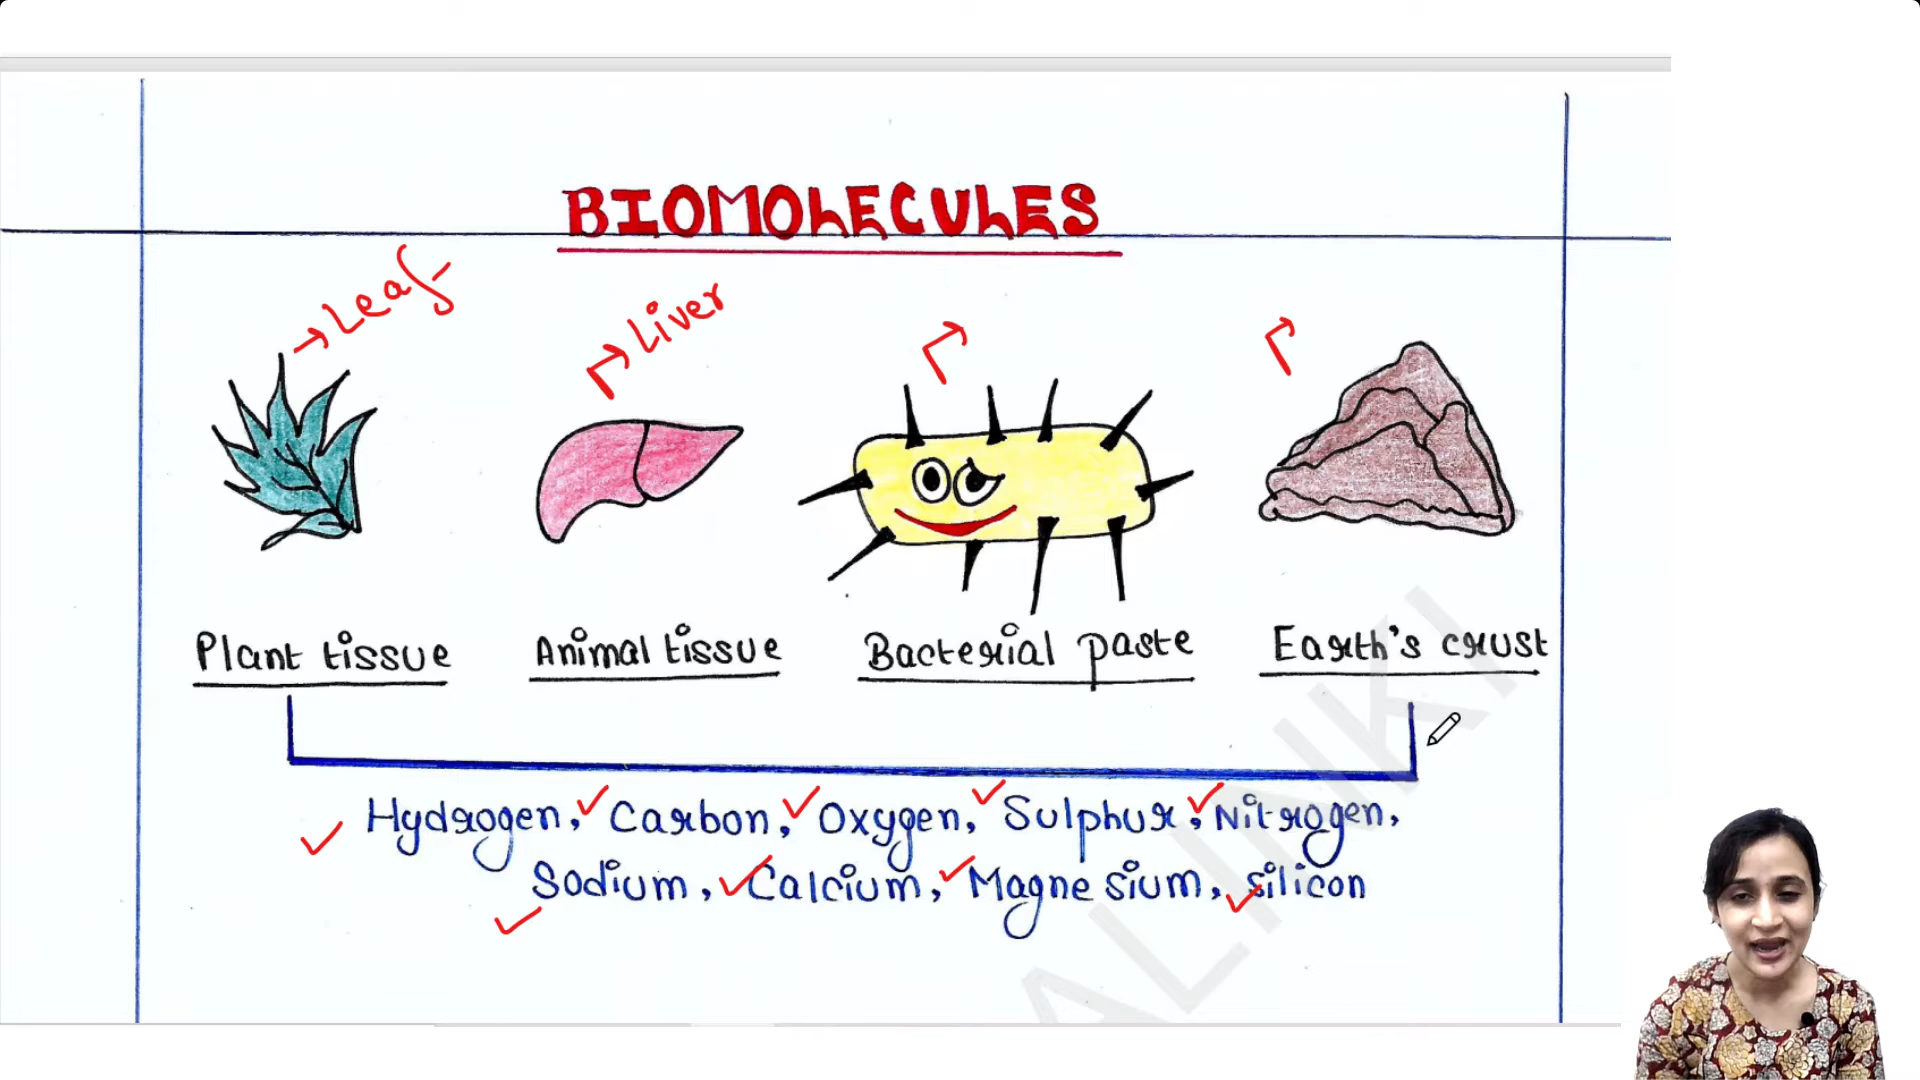 BIOMOLECULES
→ Leaf
Liver
Plant tissue
Animal tissue
Bacterial paste
Earth's crust
Hydrogen, Carbon, Oxygen, Sulphur, Nitrogen,
Sodium, Calcium, Magnesium, Silicon
ALINKI